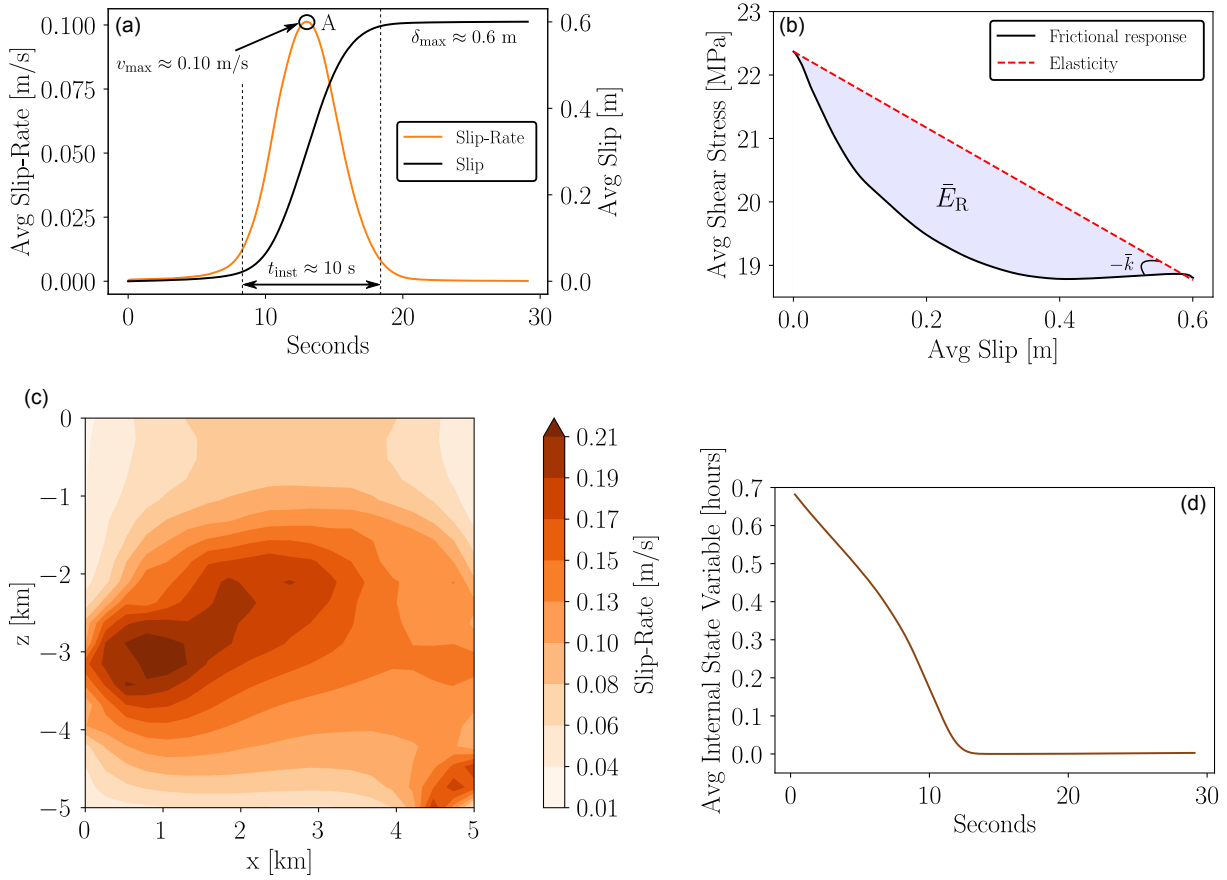 (a)
A
v_max ≈ 0.10 m/s
δ_max ≈ 0.6 m
Slip-Rate
Slip
t_inst ≈ 10 s
0.100
0.075
0.050
0.025
0.000
Avg Slip-Rate [m/s]
0.6
0.4
0.2
0.0
Avg Slip [m]
0 10 20 30
Seconds
(b)
Frictional response
Elasticity
Ē_R
−k̄
22
21
20
19
Avg Shear Stress [MPa]
0.0 0.2 0.4 0.6
Avg Slip [m]
(c)
0
−1
−2
−3
−4
−5
z [km]
0 1 2 3 4 5
x [km]
0.21
0.19
0.17
0.15
0.13
0.10
0.08
0.06
0.04
0.01
Slip-Rate [m/s]
(d)
0.7
0.6
0.5
0.4
0.3
0.2
0.1
0.0
Avg Internal State Variable [hours]
0 10 20 30
Seconds